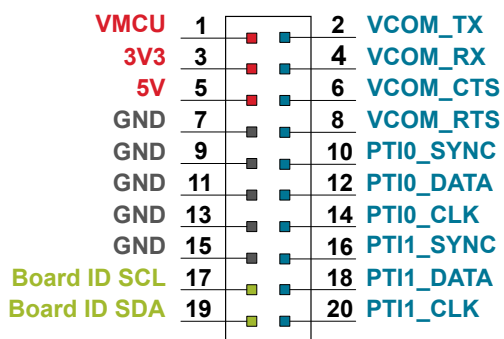 VMCU 1 2 VCOM_TX
3V3 3 4 VCOM_RX
5V 5 6 VCOM_CTS
GND 7 8 VCOM_RTS
GND 9 10 PTI0_SYNC
GND 11 12 PTI0_DATA
GND 13 14 PTI0_CLK
GND 15 16 PTI1_SYNC
Board ID SCL 17 18 PTI1_DATA
Board ID SDA 19 20 PTI1_CLK